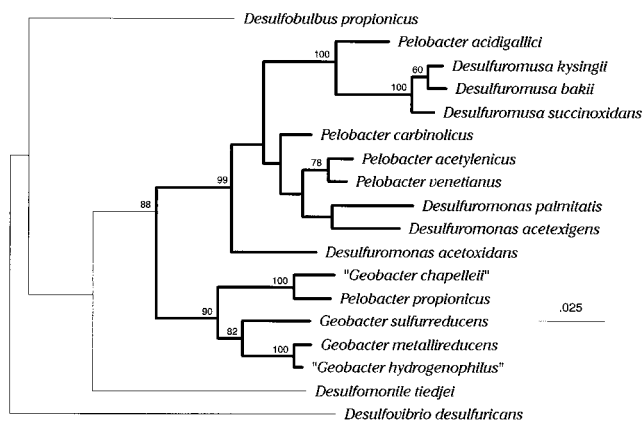 Desulfobulbus propionicus
Pelobacter acidigallici
100
Desulfuromusa kysingii
60
Desulfuromusa bakii
100
Desulfuromusa succinoxidans
Pelobacter carbinolicus
Pelobacter acetylenicus
78
Pelobacter venetianus
99
Desulfuromonas palmitatis
88
Desulfuromonas acetexigens
Desulfuromonas acetoxidans
"Geobacter chapelleii"
100
Pelobacter propionicus
.025
90
Geobacter sulfurreducens
82
Geobacter metallireducens
100
"Geobacter hydrogenophilus"
Desulfomonile tiedjei
Desulfovibrio desulfuricans